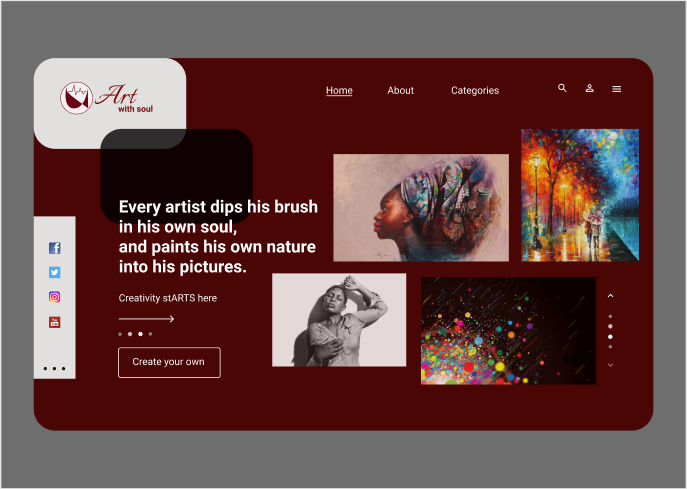 Art
with soul
Home About Categories
Every artist dips his brush
in his own soul,
and paints his own nature
into his pictures.
Creativity stARTS here
Create your own